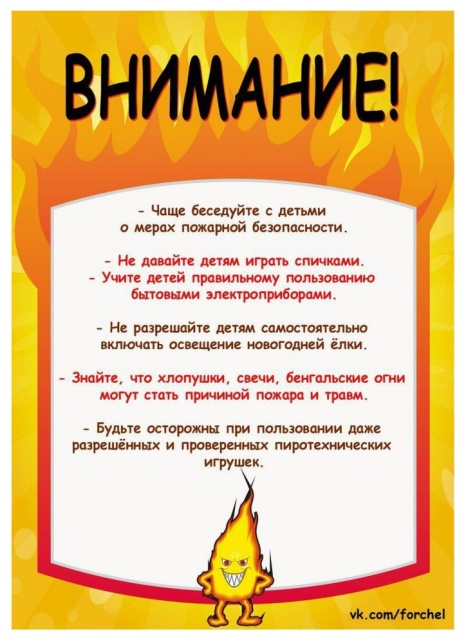 ВНИМАНИЕ!
- Чаще беседуйте с детьми
о мерах пожарной безопасности.
- Не давайте детям играть спичками.
- Учите детей правильному пользованию
бытовыми электроприборами.
- Не разрешайте детям самостоятельно
включать освещение новогодней ёлки.
- Знайте, что хлопушки, свечи, бенгальские огни
могут стать причиной пожара и травм.
- Будьте осторожны при пользовании даже
разрешённых и проверенных пиротехнических
игрушек.
vk.com/forchel